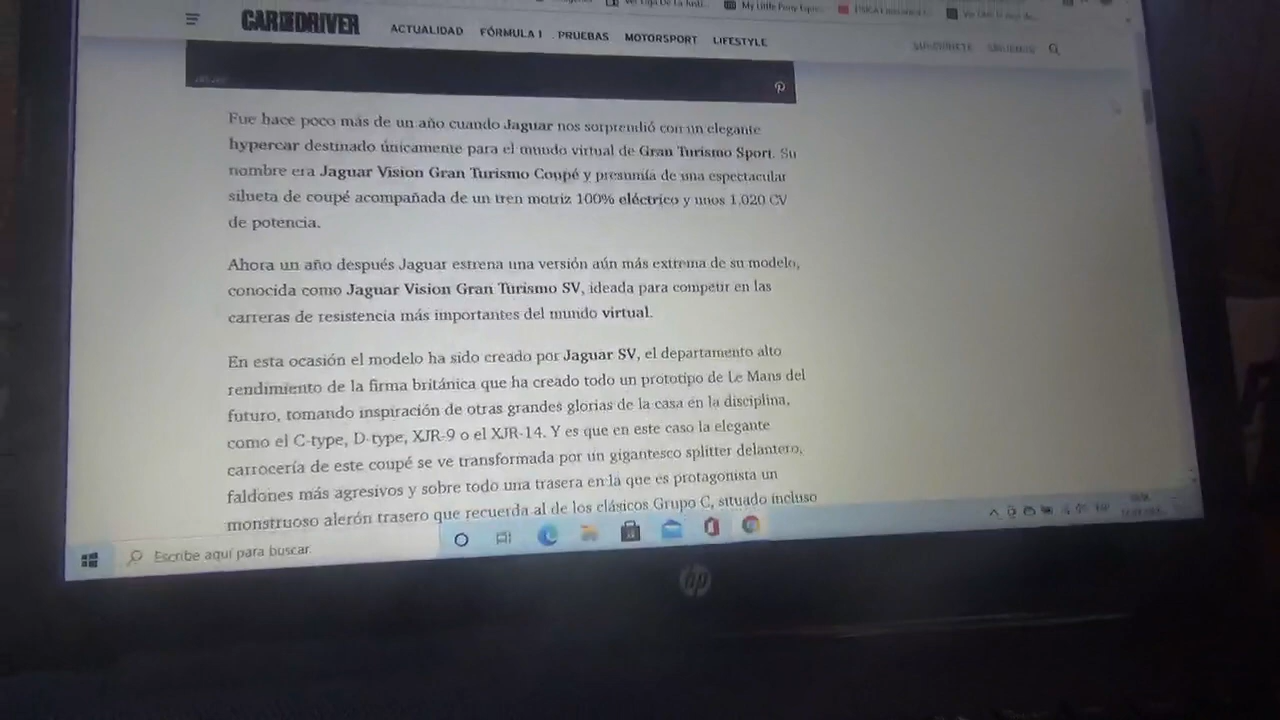 My Little Pony
CAR AND DRIVER
ACTUALIDAD FÓRMULA 1 PRUEBAS MOTORSPORT LIFESTYLE
SUSCRÍBETE SÍGUENOS
Fue hace poco más de un año cuando Jaguar nos sorprendió con un elegante
hypercar destinado únicamente para el mundo virtual de Gran Turismo Sport. Su
nombre era Jaguar Vision Gran Turismo Coupé y presumía de una espectacular
silueta de coupé acompañada de un tren motriz 100% eléctrico y unos 1.020 CV
de potencia.
Ahora un año después Jaguar estrena una versión aún más extrema de su modelo,
conocida como Jaguar Vision Gran Turismo SV, ideada para competir en las
carreras de resistencia más importantes del mundo virtual.
En esta ocasión el modelo ha sido creado por Jaguar SV, el departamento alto
rendimiento de la firma británica que ha creado todo un prototipo de Le Mans del
futuro, tomando inspiración de otras grandes glorias de la casa en la disciplina,
como el C-type, D-type, XJR-9 o el XJR-14. Y es que en este caso la elegante
carrocería de este coupé se ve transformada por un gigantesco splitter delantero,
faldones más agresivos y sobre todo una trasera en la que es protagonista un
monstruoso alerón trasero que recuerda al de los clásicos Grupo C, situado incluso
Escribe aquí para buscar.
hp